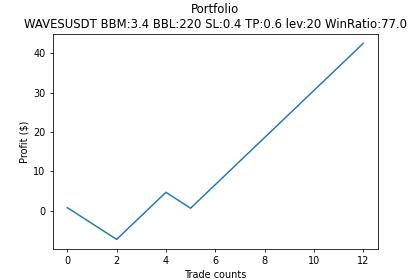 Portfolio
WAVESUSDT BBM:3.4 BBL:220 SL:0.4 TP:0.6 lev:20 WinRatio:77.0
40
30
20
10
0
Profit ($)
0 2 4 6 8 10 12
Trade counts